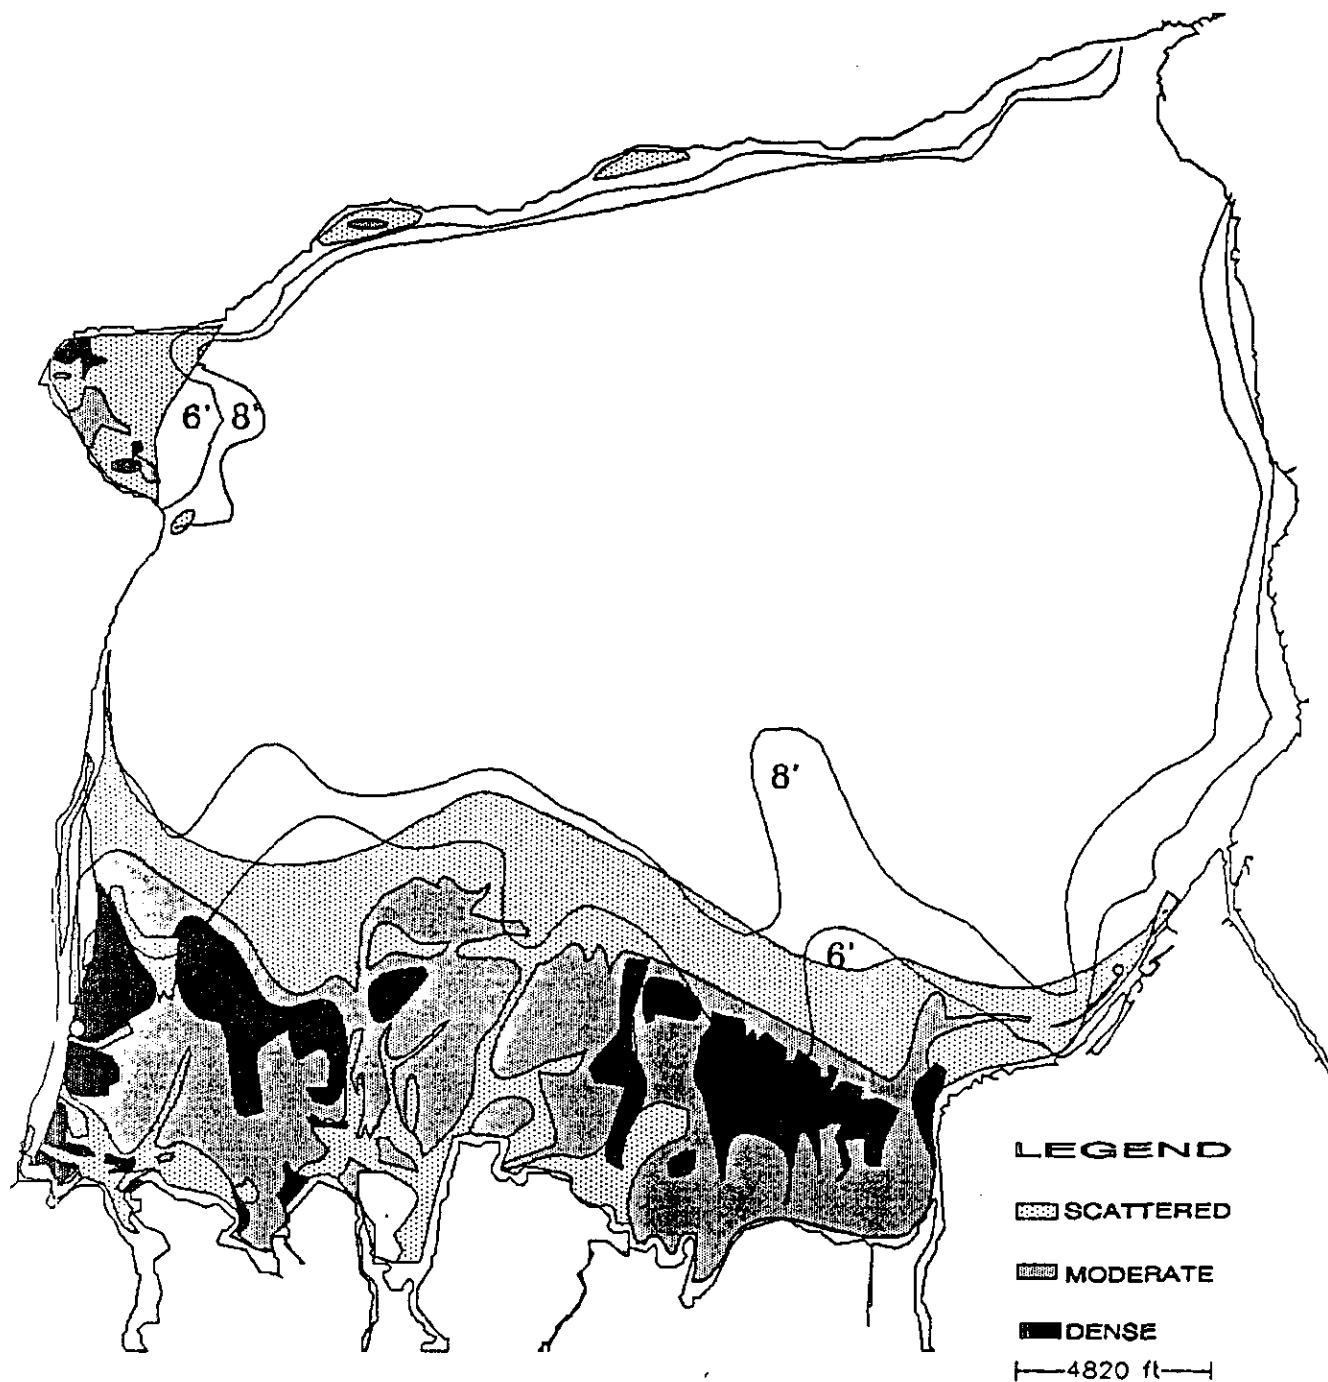 6' 8'
8'
6'
LEGEND
SCATTERED
MODERATE
DENSE
4820 ft